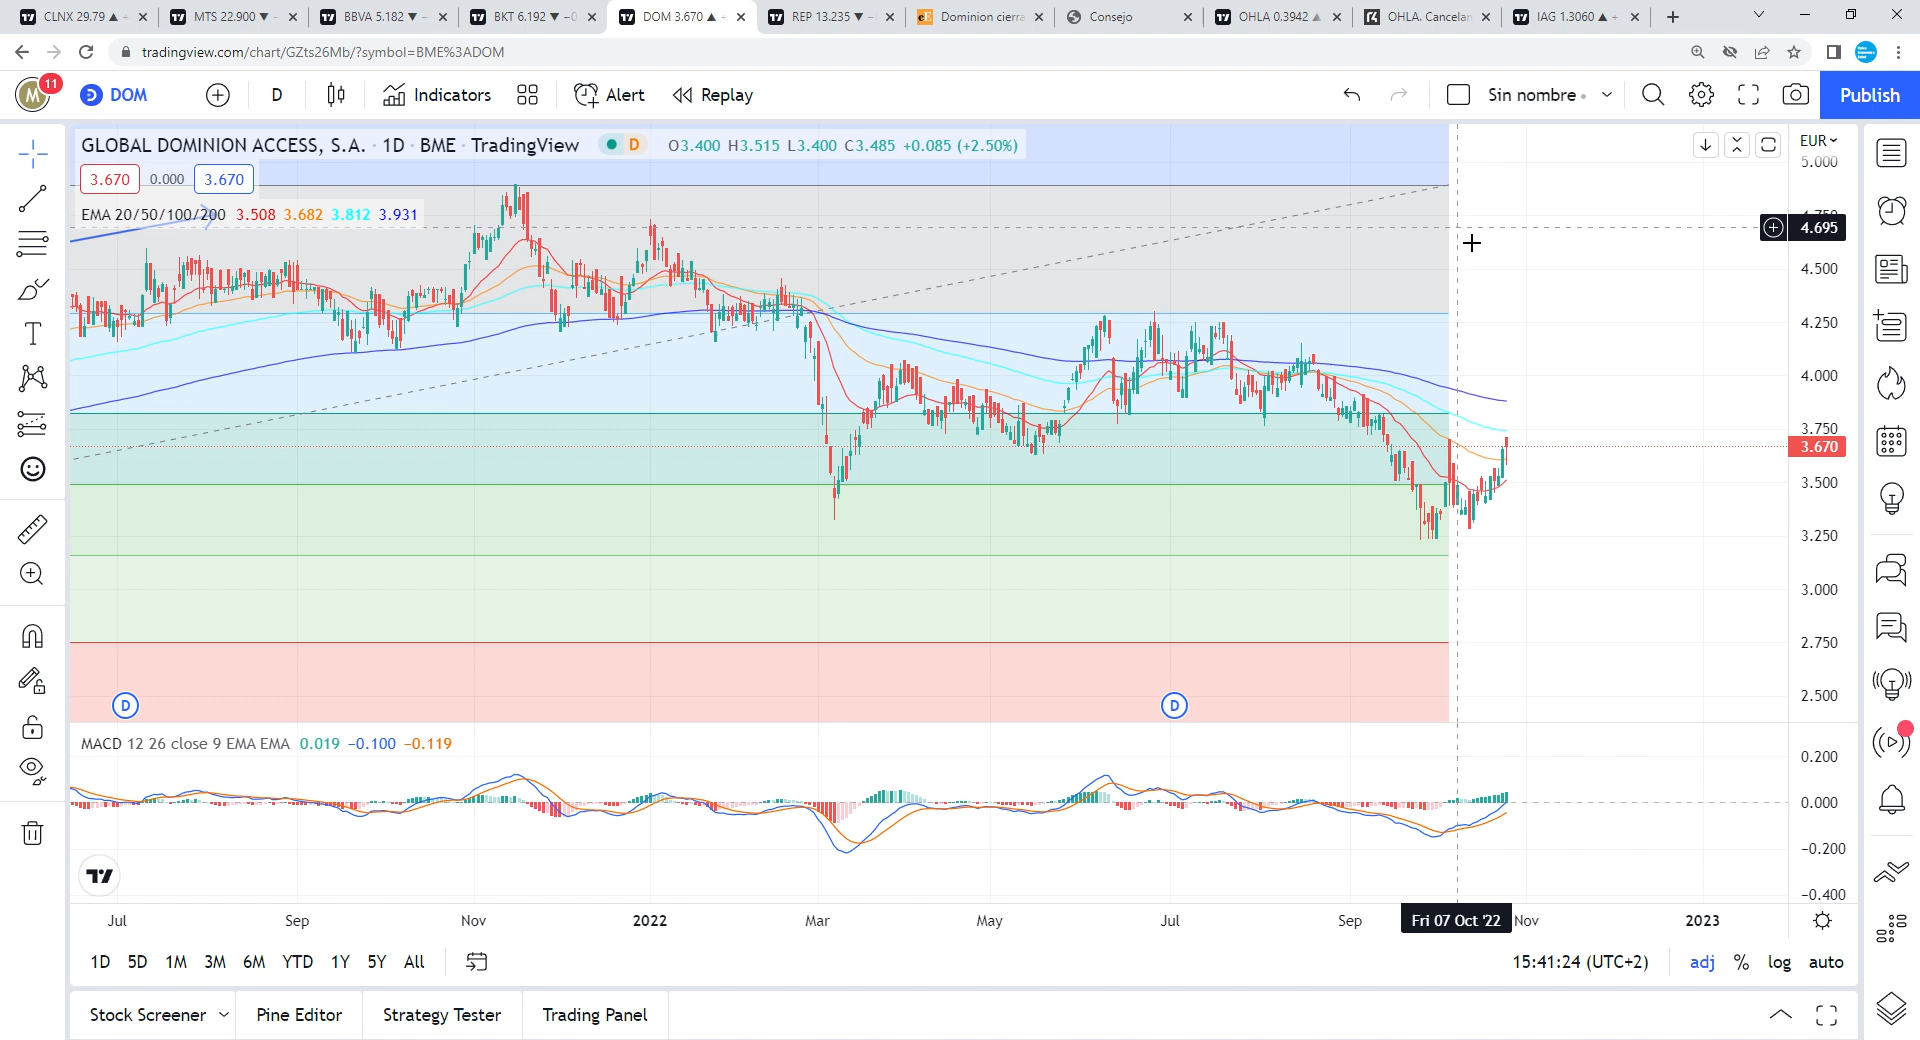 CLNX 29.79 ▲
MTS 22.900 ▼ −
BBVA 5.182 ▼ −
BKT 6.192 ▼ −0
DOM 3.670 ▲ +
REP 13.235 ▼ −
Dominion cierra
Consejo
OHLA 0.3942 ▲
OHLA. Cancelan
IAG 1.3060 ▲ +
tradingview.com/chart/GZts26Mb/?symbol=BME%3ADOM
M 11
DOM
D
Indicators
Alert
Replay
Sin nombre
Publish
GLOBAL DOMINION ACCESS, S.A. · 1D · BME · TradingView
D
O3.400 H3.515 L3.400 C3.485 +0.085 (+2.50%)
EUR
5.000
3.670 0.000 3.670
EMA 20/50/100/200 3.508 3.682 3.812 3.931
4.750
4.695
4.500
4.250
4.000
3.750
3.670
3.500
3.250
3.000
2.750
2.500
D
D
MACD 12 26 close 9 EMA EMA 0.019 −0.100 −0.119
0.200
0.000
−0.200
−0.400
Jul Sep Nov 2022 Mar May Jul Sep Fri 07 Oct '22 Nov 2023
1D 5D 1M 3M 6M YTD 1Y 5Y All
15:41:24 (UTC+2)
adj % log auto
Stock Screener Pine Editor Strategy Tester Trading Panel